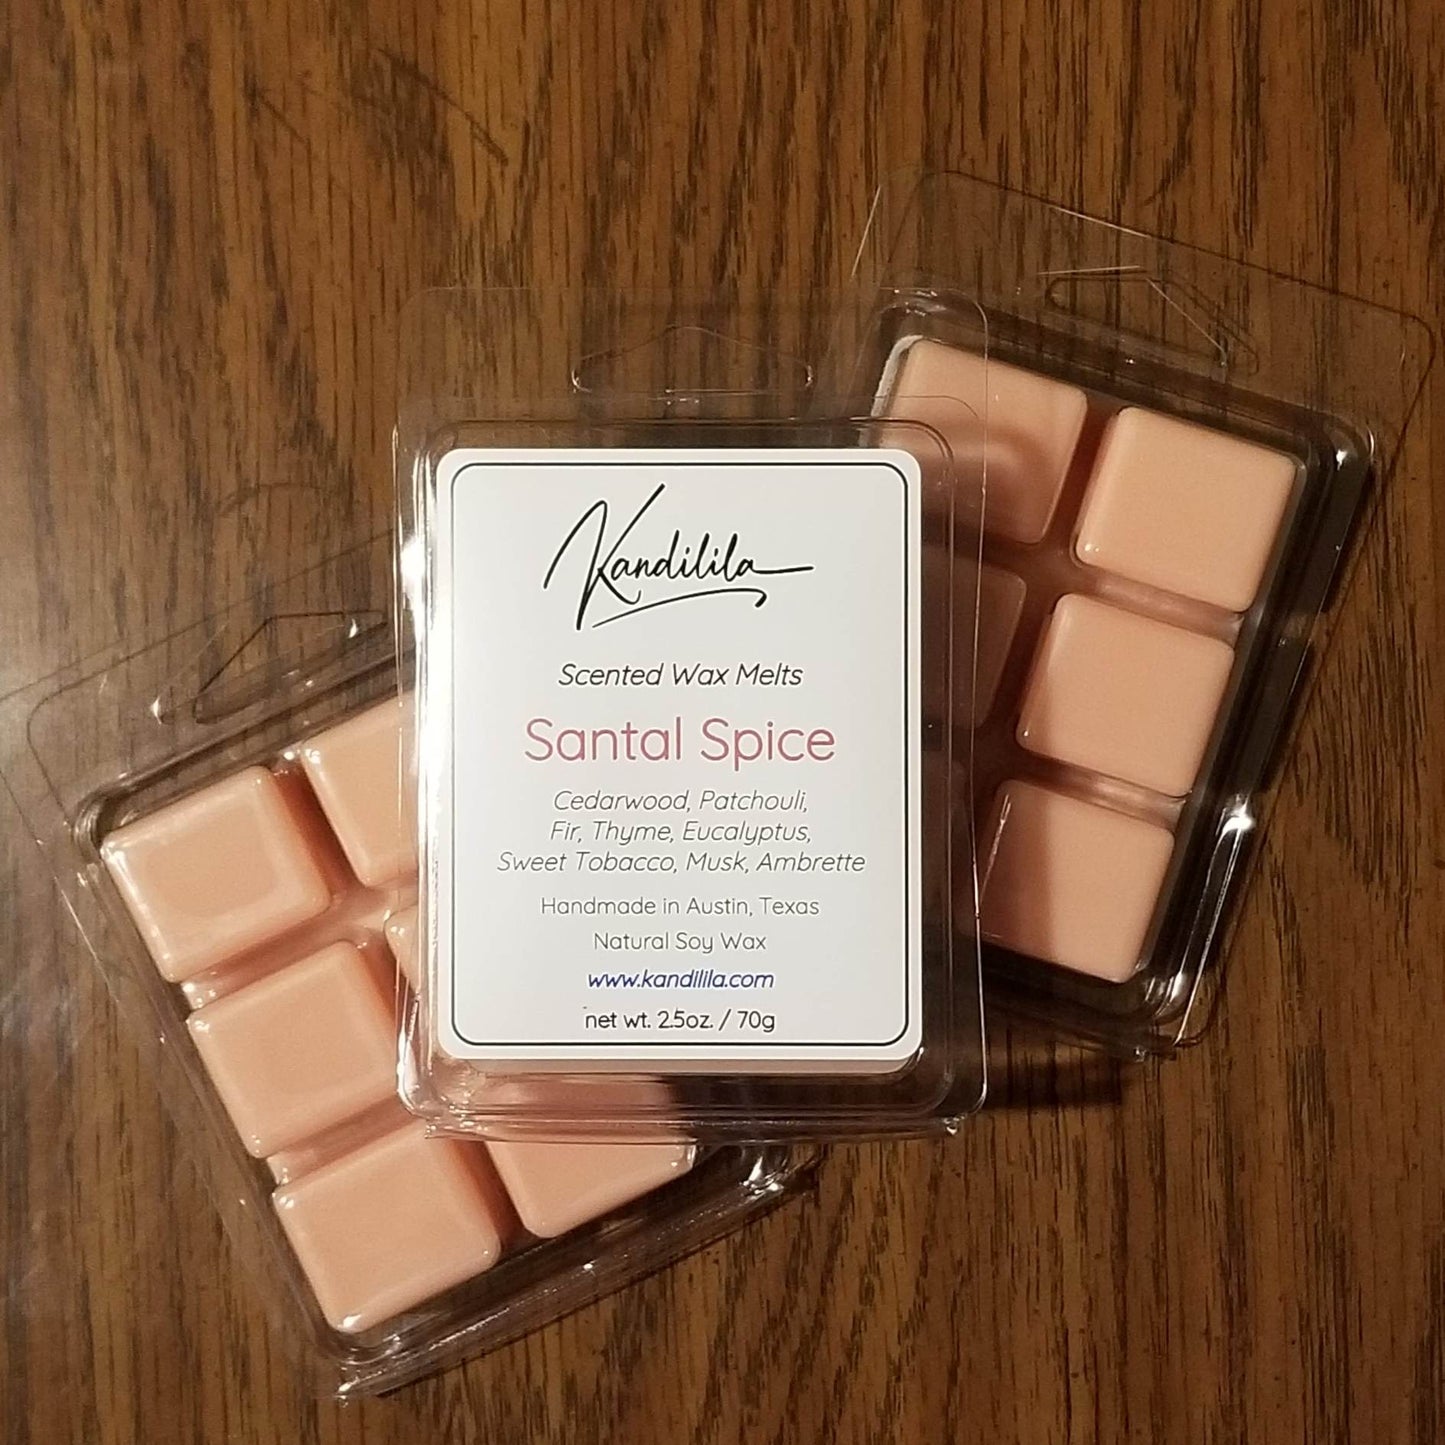 Kandilila
Scented Wax Melts
Santal Spice
Cedarwood, Patchouli,
Fir, Thyme, Eucalyptus,
Sweet Tobacco, Musk, Ambrette
Handmade in Austin, Texas
Natural Soy Wax
www.kandilila.com
net wt. 2.5oz. / 70g